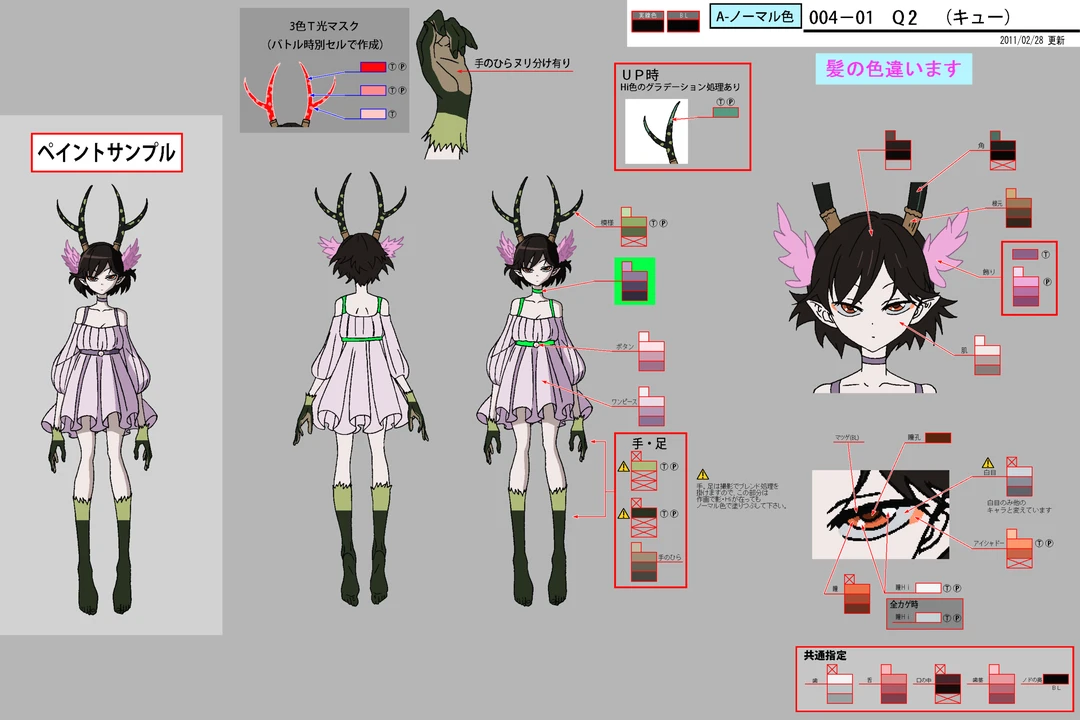 3色T光マスク
(バトル時別セルで作成)
Ⓣ Ⓟ
Ⓣ Ⓟ
Ⓣ
手のひらヌリ分け有り
実線色
BL
A-ノーマル色
004−01 Q2 (キュー)
2011/02/28 更新
髪の色違います
UP時
Hi色のグラデーション処理あり
Ⓣ Ⓟ
ペイントサンプル
模様
Ⓣ Ⓟ
ボタン
ワンピース
手・足
Ⓣ Ⓟ
Ⓣ Ⓟ
手のひら
手、足は撮影でブレンド処理を
掛けますので、この部分は
作画で影・Hiが在っても
ノーマル色で塗りつぶして下さい。
角
根元
飾り
Ⓣ
Ⓟ
肌
マツゲ(BL)
瞳孔
白目
白目のみ他の
キャラと変えています
アイシャドー
Ⓣ Ⓟ
瞳
瞳Hi
Ⓣ Ⓟ
全カゲ時
瞳Hi
Ⓣ Ⓟ
共通指定
歯
舌
口の中
歯茎
ノドの奥
BL